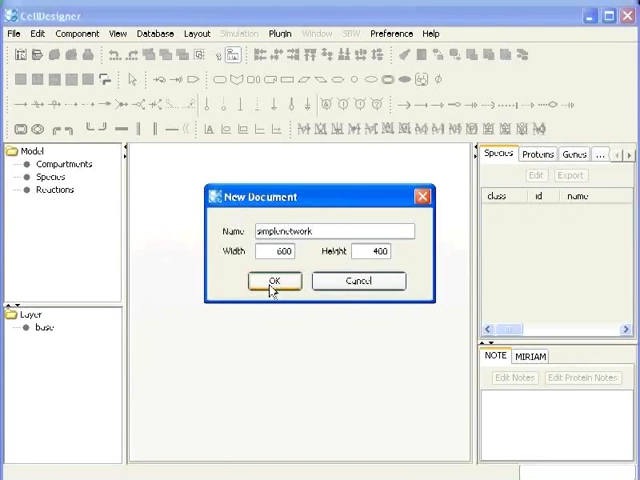 CellDesigner
File Edit Component View Database Layout Simulation Plugin Window SBW Preference Help
Model
Compartments
Species
Reactions
Layer
base
New Document
Name simplenetwork
Width 600 Height 400
OK Cancel
Species Proteins Genes ...
Edit Export
class id name
NOTE MIRIAM
Edit Notes Edit Protein Notes